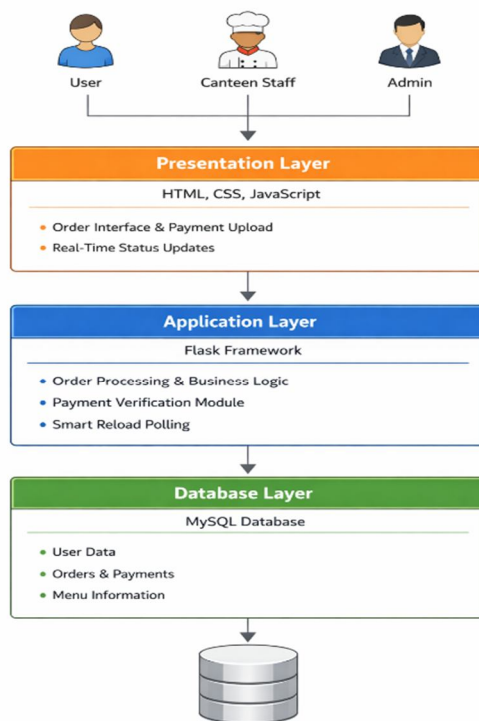 User
Canteen Staff
Admin
Presentation Layer
HTML, CSS, JavaScript
• Order Interface & Payment Upload
• Real-Time Status Updates
Application Layer
Flask Framework
• Order Processing & Business Logic
• Payment Verification Module
• Smart Reload Polling
Database Layer
MySQL Database
• User Data
• Orders & Payments
• Menu Information